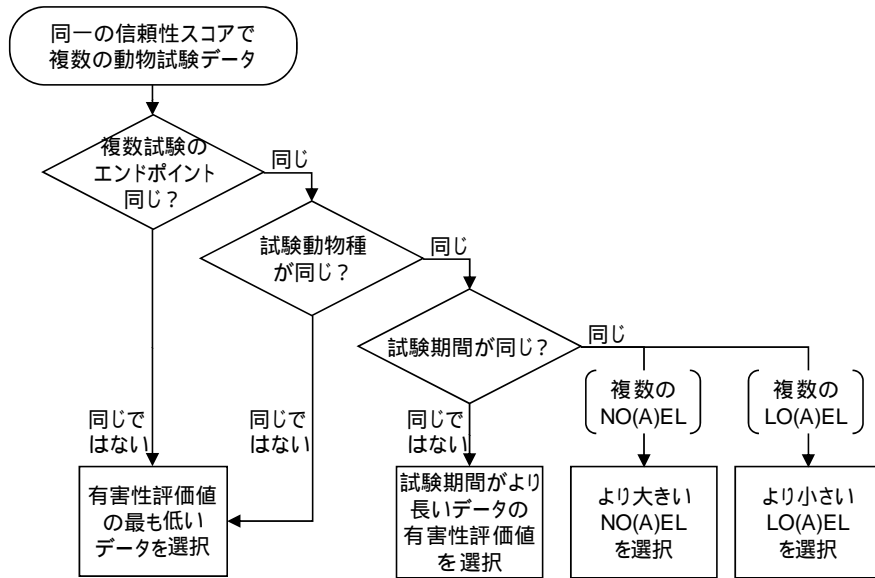 同一の信頼性スコアで
複数の動物試験データ
複数試験の
エンドポイント
同じ？
同じ
試験動物種
が同じ？
同じ
試験期間が同じ？
同じ
同じで
はない
同じで
はない
同じで
はない
複数の
NO(A)EL
複数の
LO(A)EL
有害性評価値
の最も低い
データを選択
試験期間がより
長いデータの
有害性評価値
を選択
より大きい
NO(A)EL
を選択
より小さい
LO(A)EL
を選択